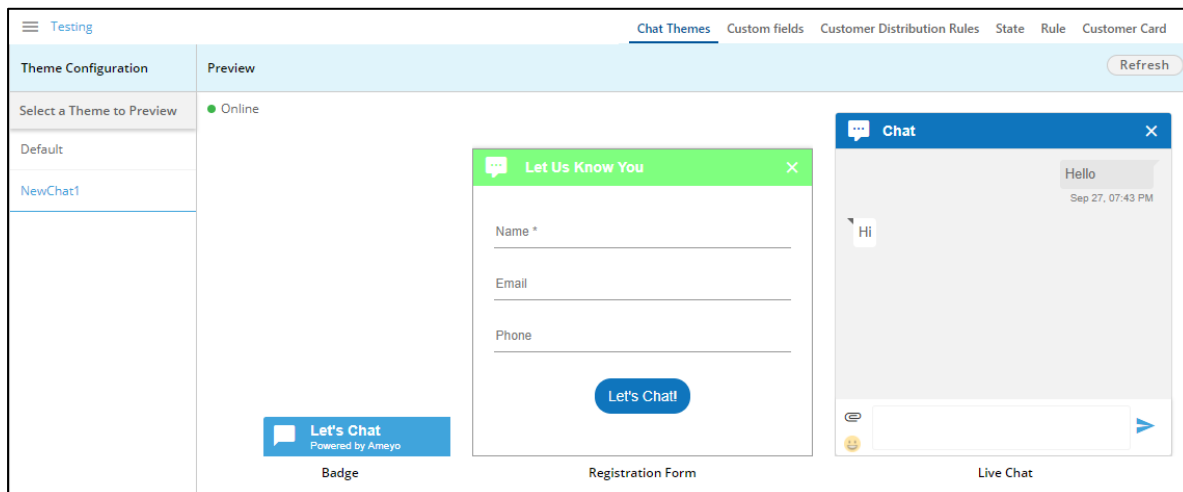 Testing
Chat Themes Custom fields Customer Distribution Rules State Rule Customer Card
Theme Configuration
Preview
Refresh
Select a Theme to Preview
Online
Default
NewChat1
Let's Chat
Powered by Ameyo
Badge
Let Us Know You
Name *
Email
Phone
Let's Chat!
Registration Form
Chat
Hello
Sep 27, 07:43 PM
Hi
Live Chat